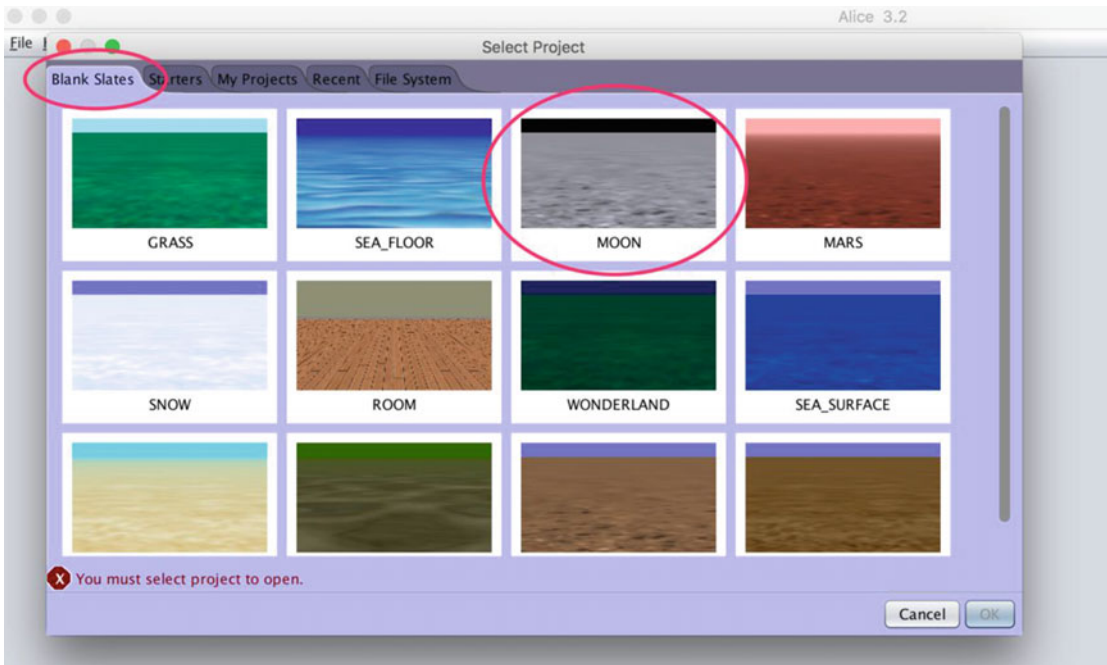 Alice 3.2
File
Select Project
Blank Slates Starters My Projects Recent File System
GRASS SEA_FLOOR MOON MARS
SNOW ROOM WONDERLAND SEA_SURFACE
X You must select project to open.
Cancel OK